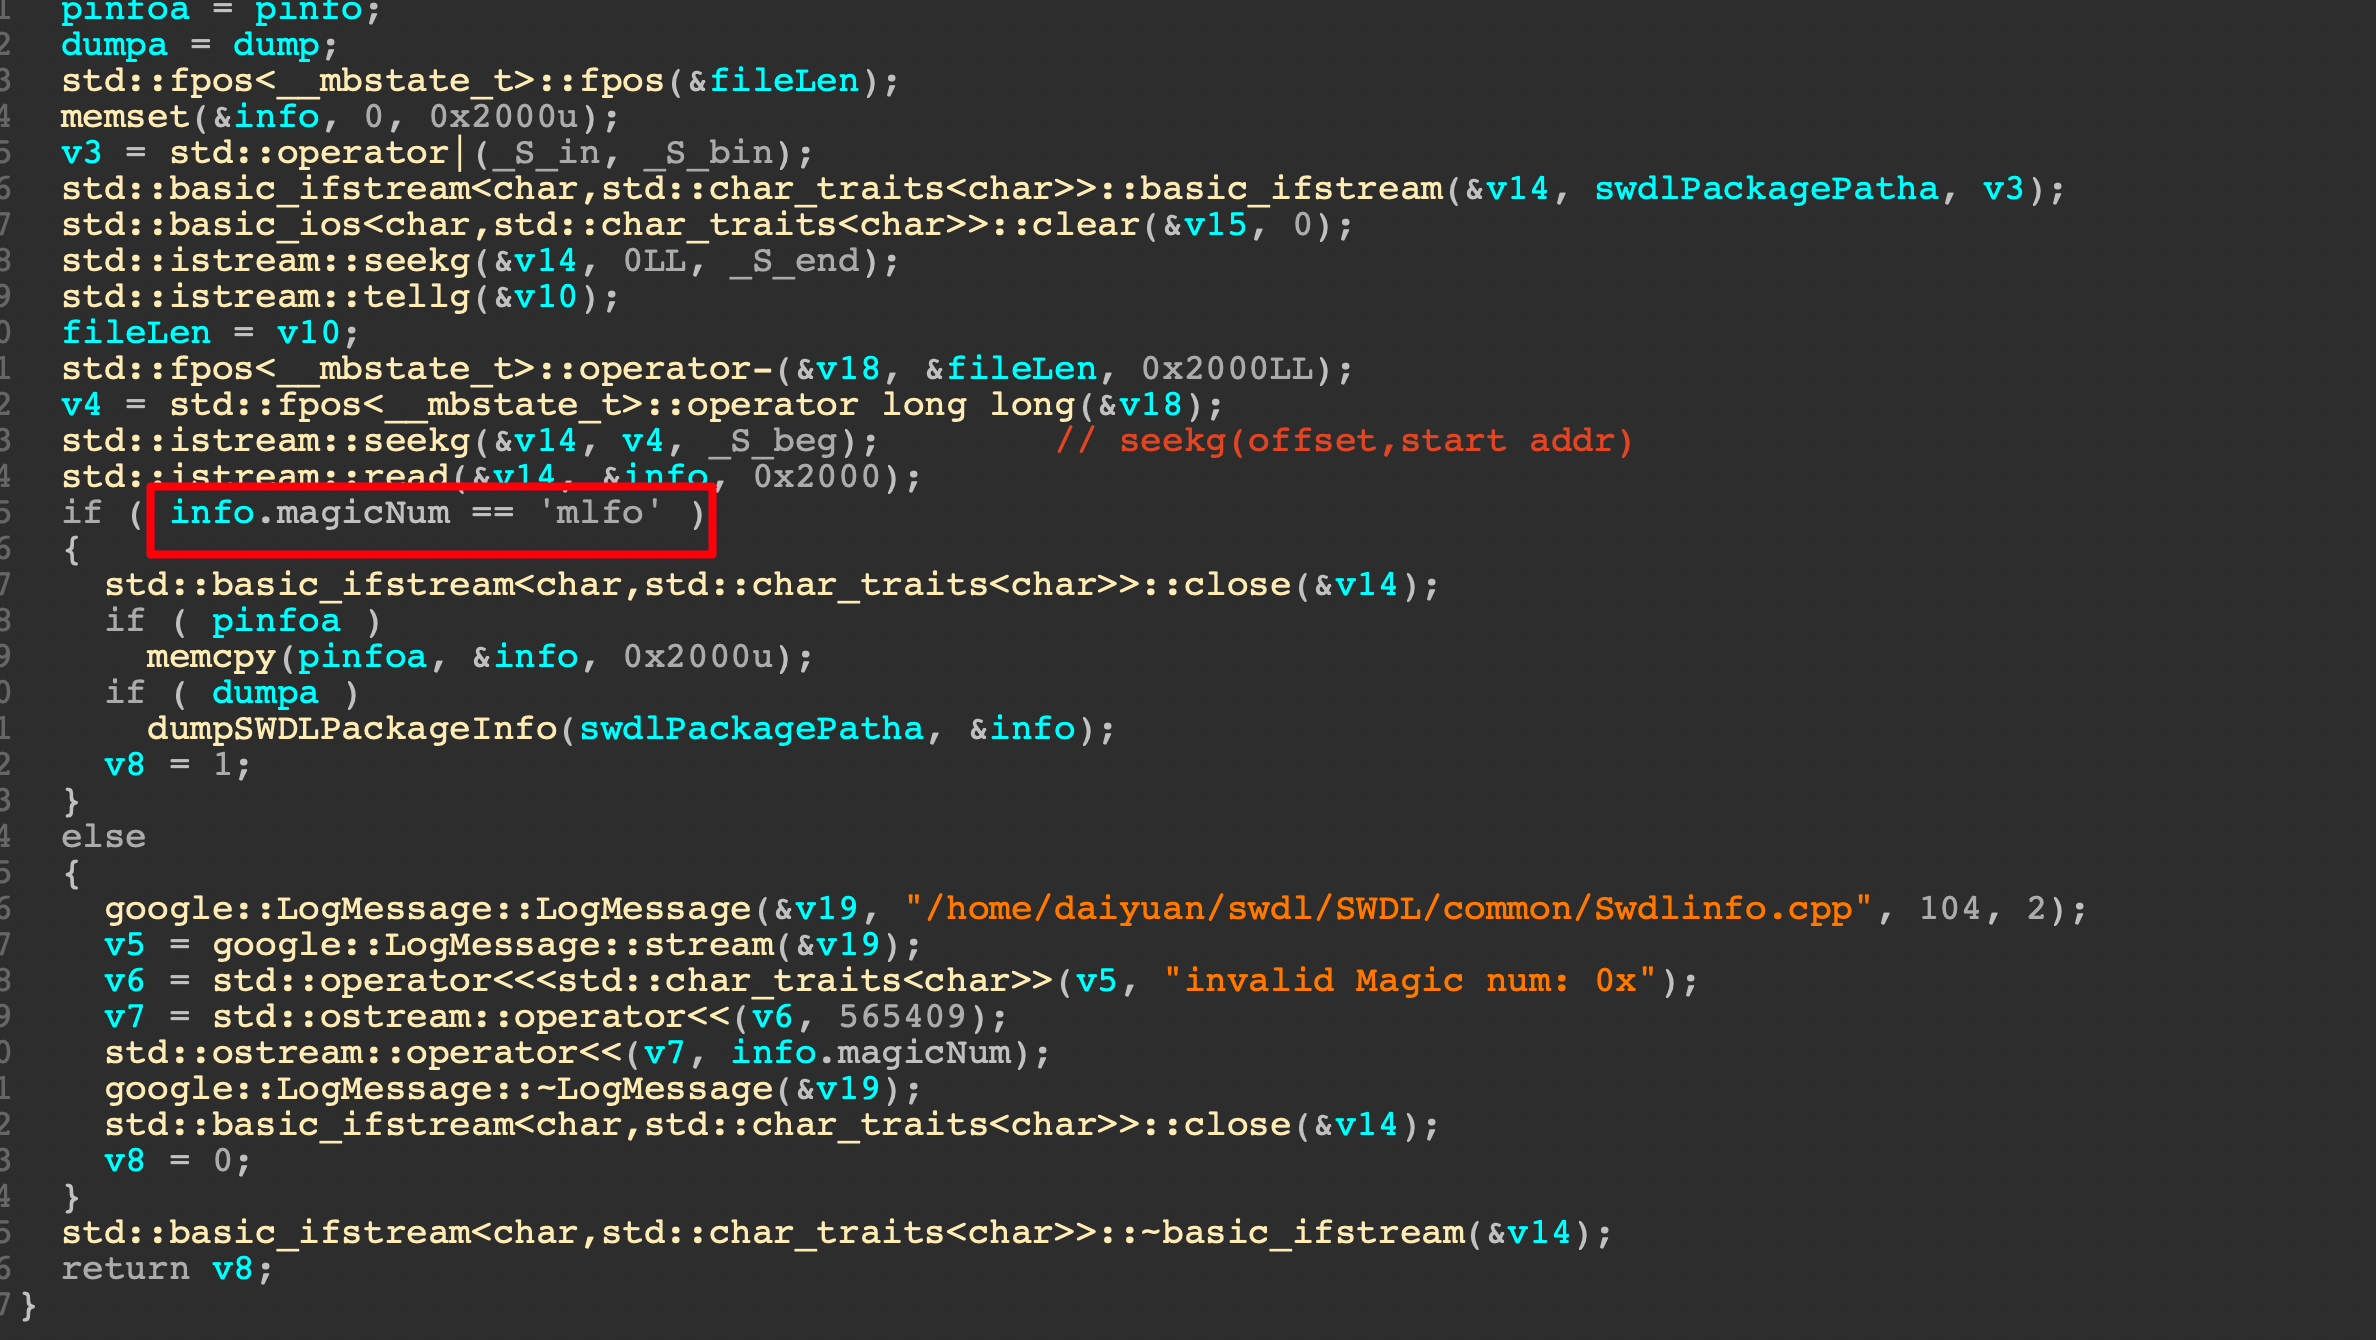 1 pinfoa = pinfo;
2 dumpa = dump;
3 std::fpos<__mbstate_t>::fpos(&fileLen);
4 memset(&info, 0, 0x2000u);
5 v3 = std::operator|(_S_in, _S_bin);
6 std::basic_ifstream<char,std::char_traits<char>>::basic_ifstream(&v14, swdlPackagePatha, v3);
7 std::basic_ios<char,std::char_traits<char>>::clear(&v15, 0);
8 std::istream::seekg(&v14, 0LL, _S_end);
9 std::istream::tellg(&v10);
0 fileLen = v10;
1 std::fpos<__mbstate_t>::operator-(&v18, &fileLen, 0x2000LL);
2 v4 = std::fpos<__mbstate_t>::operator long long(&v18);
3 std::istream::seekg(&v14, v4, _S_beg); // seekg(offset,start addr)
4 std::istream::read(&v14, &info, 0x2000);
5 if ( info.magicNum == 'mlfo' )
6 {
7 std::basic_ifstream<char,std::char_traits<char>>::close(&v14);
8 if ( pinfoa )
9 memcpy(pinfoa, &info, 0x2000u);
0 if ( dumpa )
1 dumpSWDLPackageInfo(swdlPackagePatha, &info);
2 v8 = 1;
3 }
4 else
5 {
6 google::LogMessage::LogMessage(&v19, "/home/daiyuan/swdl/SWDL/common/Swdlinfo.cpp", 104, 2);
7 v5 = google::LogMessage::stream(&v19);
8 v6 = std::operator<<<std::char_traits<char>>(v5, "invalid Magic num: 0x");
9 v7 = std::ostream::operator<<(v6, 565409);
0 std::ostream::operator<<(v7, info.magicNum);
1 google::LogMessage::~LogMessage(&v19);
2 std::basic_ifstream<char,std::char_traits<char>>::close(&v14);
3 v8 = 0;
4 }
5 std::basic_ifstream<char,std::char_traits<char>>::~basic_ifstream(&v14);
6 return v8;
7 }